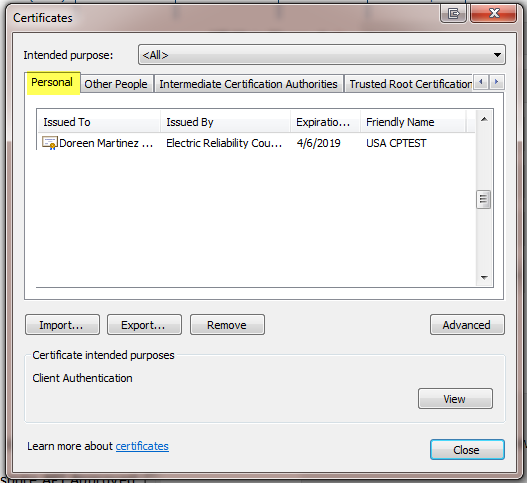 Certificates
Intended purpose: <All>
Personal Other People Intermediate Certification Authorities Trusted Root Certification
Issued To Issued By Expiratio... Friendly Name
Doreen Martinez ... Electric Reliability Cou... 4/6/2019 USA CPTEST
Import... Export... Remove Advanced
Certificate intended purposes
Client Authentication
View
Learn more about certificates
Close